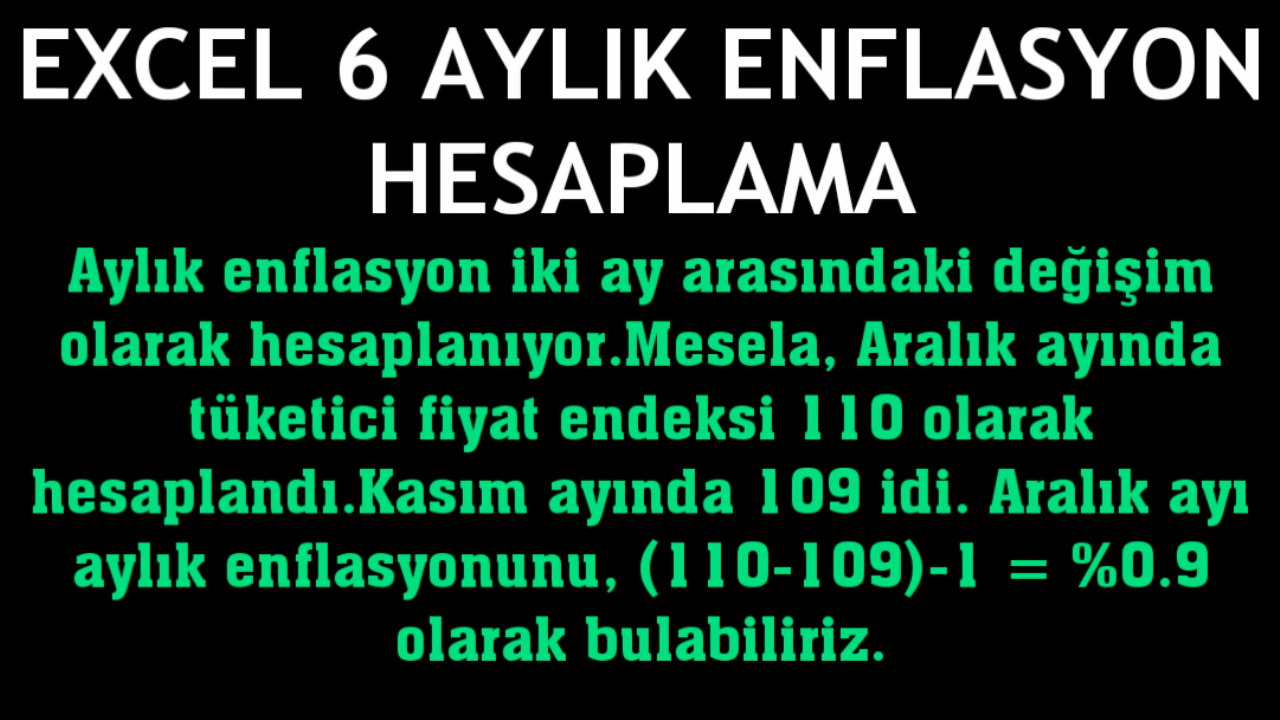 EXCEL 6 AYLIK ENFLASYON
HESAPLAMA
Aylık enflasyon iki ay arasındaki değişim
olarak hesaplanıyor.Mesela, Aralık ayında
tüketici fiyat endeksi 110 olarak
hesaplandı.Kasım ayında 109 idi. Aralık ayı
aylık enflasyonunu, (110-109)-1 = %0.9
olarak bulabiliriz.